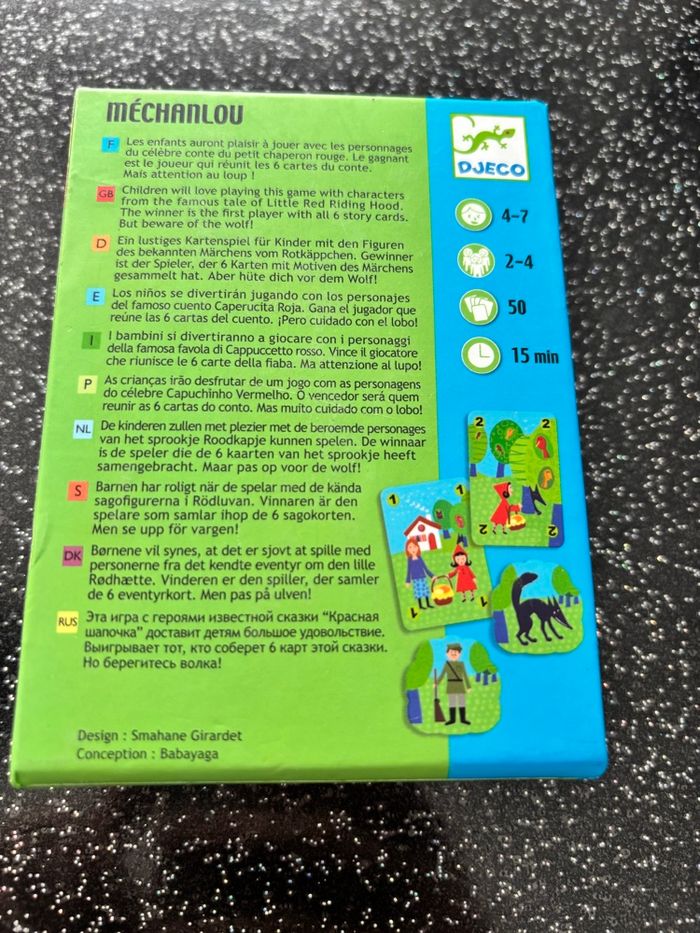 MÉCHANLOU
F Les enfants auront plaisir à jouer avec les personnages
du célèbre conte du petit chaperon rouge. Le gagnant
est le joueur qui réunit les 6 cartes du conte.
Mais attention au loup !
GB Children will love playing this game with characters
from the famous tale of Little Red Riding Hood.
The winner is the first player with all 6 story cards.
But beware of the wolf!
D Ein lustiges Kartenspiel für Kinder mit den Figuren
des bekannten Märchens vom Rotkäppchen. Gewinner
ist der Spieler, der 6 Karten mit Motiven des Märchens
gesammelt hat. Aber hüte dich vor dem Wolf!
E Los niños se divertirán jugando con los personajes
del famoso cuento Caperucita Roja. Gana el jugador que
reúne las 6 cartas del cuento. ¡Pero cuidado con el lobo!
I I bambini si divertiranno a giocare con i personaggi
della famosa favola di Cappuccetto rosso. Vince il giocatore
che riunisce le 6 carte della fiaba. Ma attenzione al lupo!
P As crianças irão desfrutar de um jogo com as personagens
do célebre Capuchinho Vermelho. O vencedor será quem
reunir as 6 cartas do conto. Mas muito cuidado com o lobo!
NL De kinderen zullen met plezier met de beroemde personages
van het sprookje Roodkapje kunnen spelen. De winnaar
is de speler die de 6 kaarten van het sprookje heeft
samengebracht. Maar pas op voor de wolf!
S Barnen har roligt när de spelar med de kända
sagofigurerna i Rödluvan. Vinnaren är den
spelare som samlar ihop de 6 sagokorten.
Men se upp för vargen!
DK Børnene vil synes, at det er sjovt at spille med
personerne fra det kendte eventyr om den lille
Rødhætte. Vinderen er den spiller, der samler
de 6 eventyrkort. Men pas på ulven!
RUS Эта игра с героями известной сказки “Красная
шапочка” доставит детям большое удовольствие.
Выигрывает тот, кто соберет 6 карт этой сказки.
Но берегитесь волка!
Design : Smahane Girardet
Conception : Babayaga
DJECO
4-7
2-4
50
15 min
2 2
2 2
1 1
1 1